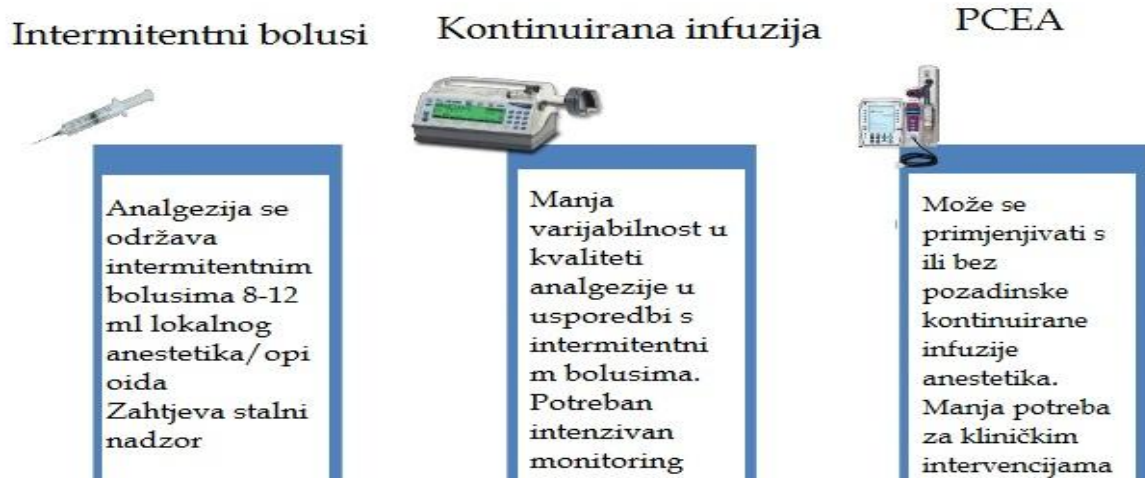 Intermitentni bolusi
Kontinuirana infuzija
PCEA
Analgezija se
održava
intermitentnim
bolusima 8-12
ml lokalnog
anestetika/opi
oida
Zahtjeva stalni
nadzor
Manja
varijabilnost u
kvaliteti
analgezije u
usporedbi s
intermitentni
m bolusima.
Potreban
intenzivan
monitoring
Može se
primjenjivati s
ili bez
pozadinske
kontinuirane
infuzije
anestetika.
Manja potreba
za kliničkim
intervencijama